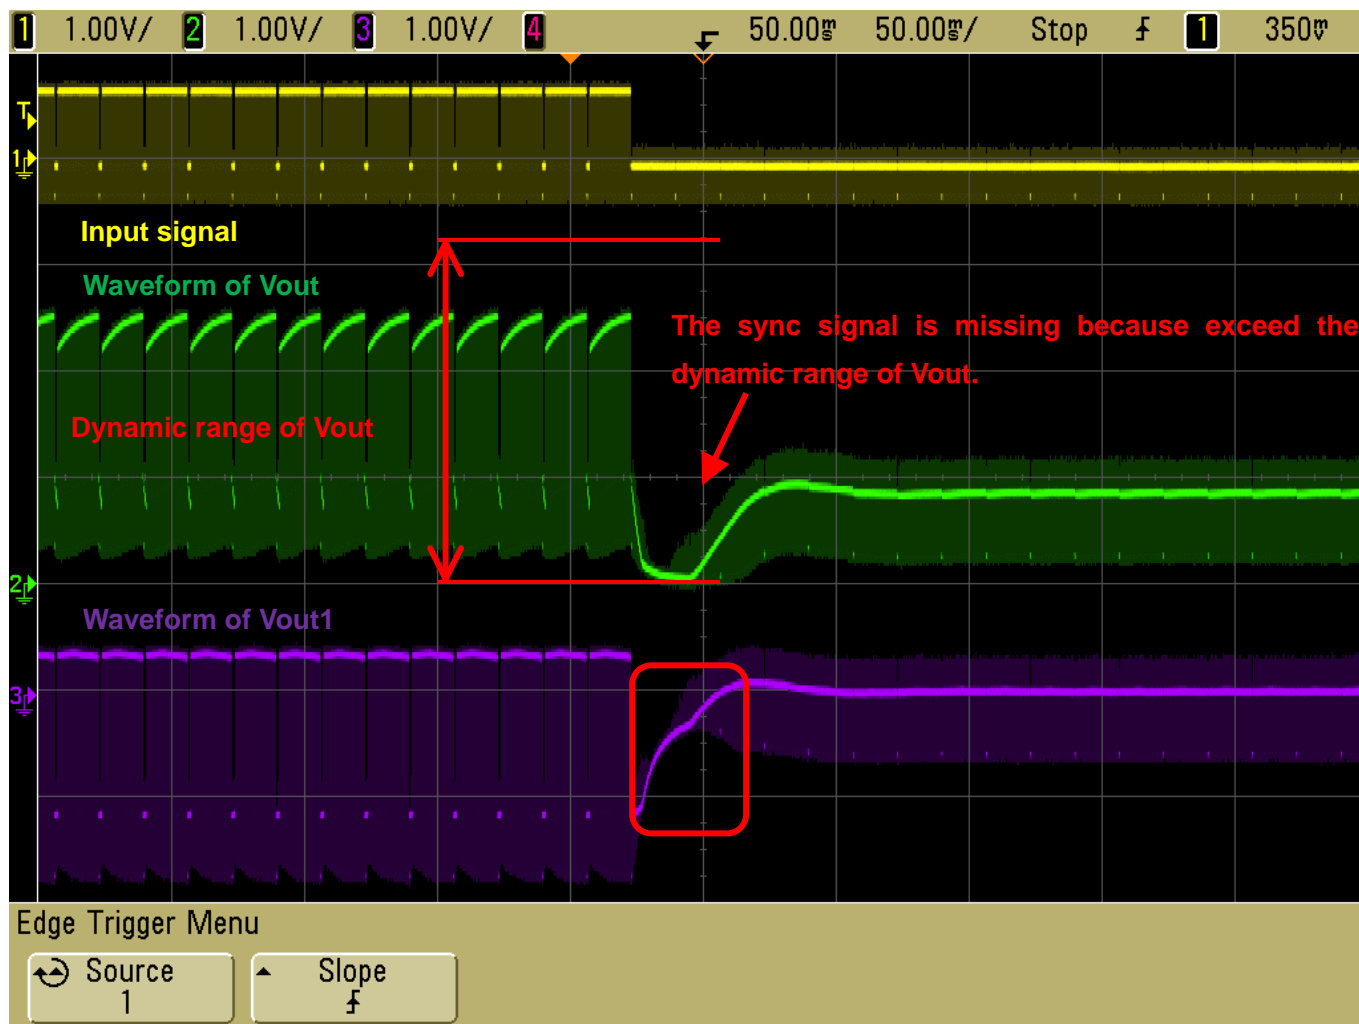 1 1.00V/ 2 1.00V/ 3 1.00V/ 4 50.00ms 50.00ms/ Stop 1 350mV
T
1
Input signal
Waveform of Vout
The sync signal is missing because exceed the
dynamic range of Vout.
Dynamic range of Vout
2
Waveform of Vout1
3
Edge Trigger Menu
Source Slope
1